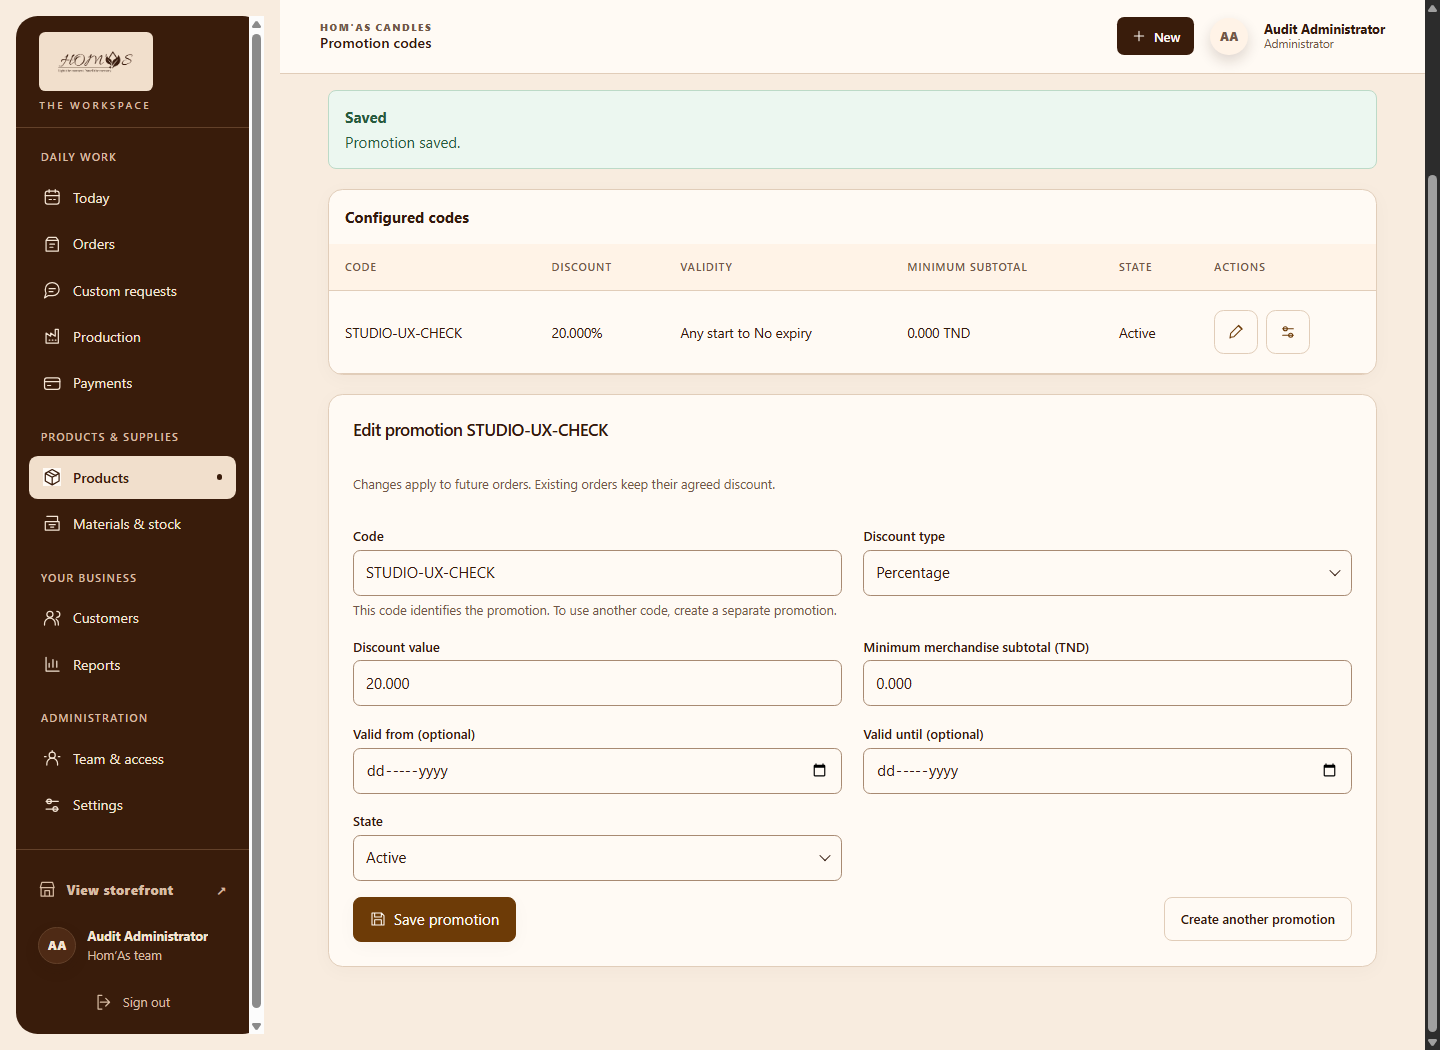 HOM'AS
THE WORKSPACE
DAILY WORK
Today
Orders
Custom requests
Production
Payments
PRODUCTS & SUPPLIES
Products
Materials & stock
YOUR BUSINESS
Customers
Reports
ADMINISTRATION
Team & access
Settings
View storefront
AA
Audit Administrator
Hom'As team
Sign out
HOM'AS CANDLES
Promotion codes
New
AA
Audit Administrator
Administrator
Saved
Promotion saved.
Configured codes
CODE DISCOUNT VALIDITY MINIMUM SUBTOTAL STATE ACTIONS
STUDIO-UX-CHECK 20.000% Any start to No expiry 0.000 TND Active
Edit promotion STUDIO-UX-CHECK
Changes apply to future orders. Existing orders keep their agreed discount.
Code Discount type
STUDIO-UX-CHECK Percentage
This code identifies the promotion. To use another code, create a separate promotion.
Discount value Minimum merchandise subtotal (TND)
20.000 0.000
Valid from (optional) Valid until (optional)
dd-----yyyy dd-----yyyy
State
Active
Save promotion Create another promotion